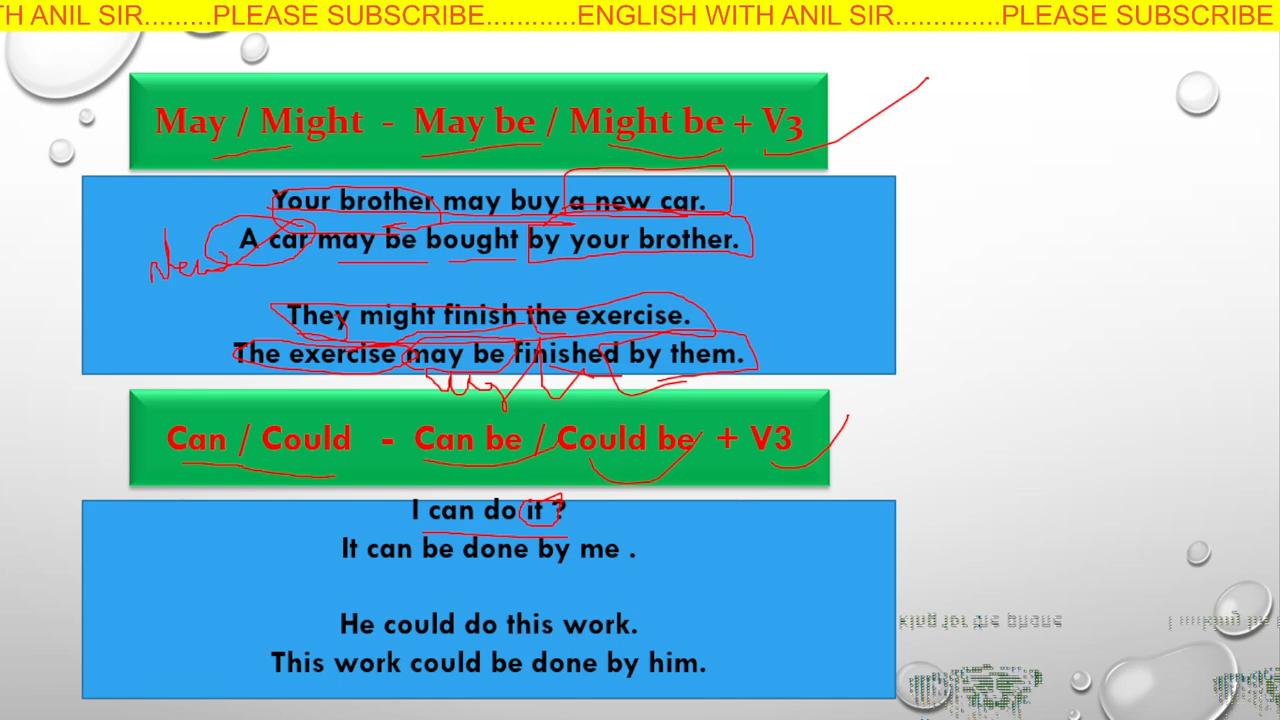 TH ANIL SIR.........PLEASE SUBSCRIBE............ENGLISH WITH ANIL SIR.............PLEASE SUBSCRIBE
May / Might - May be / Might be + V3
Your brother may buy a new car.
A car may be bought by your brother.
New
They might finish the exercise.
The exercise may be finished by them.
Can / Could - Can be / Could be + V3
I can do it ?
It can be done by me .
He could do this work.
This work could be done by him.